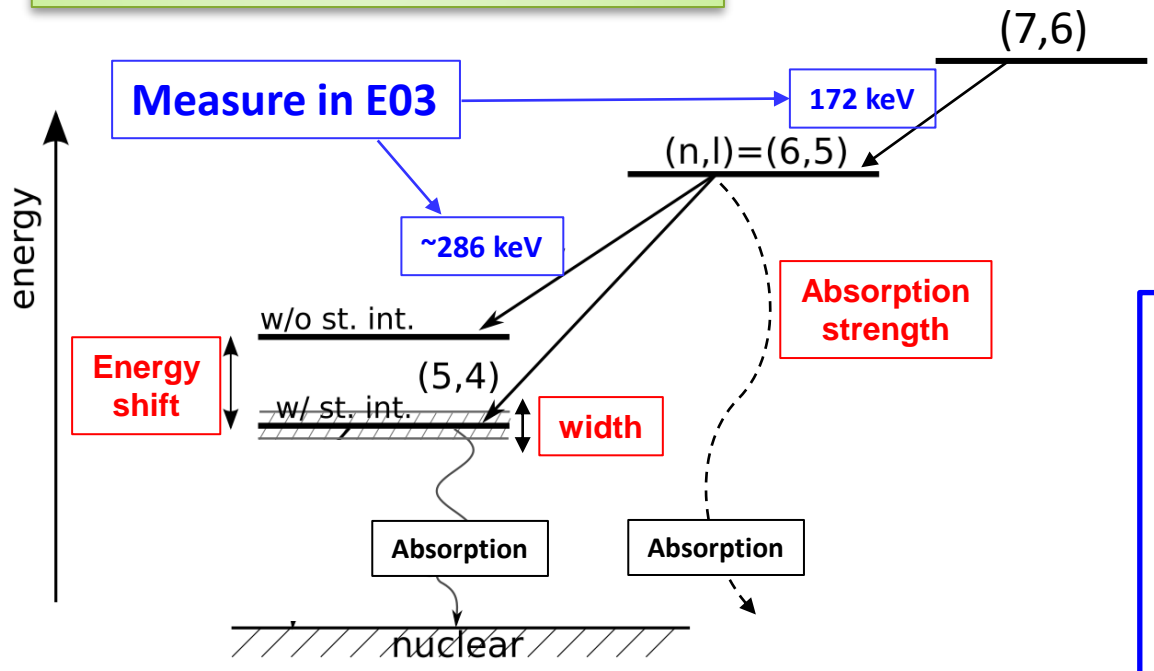 (7,6)
Measure in E03
172 keV
(n,l)=(6,5)
~286 keV
energy
Absorption
strength
w/o st. int.
Energy
shift
(5,4)
w/ st. int.
width
Absorption
Absorption
nuclear